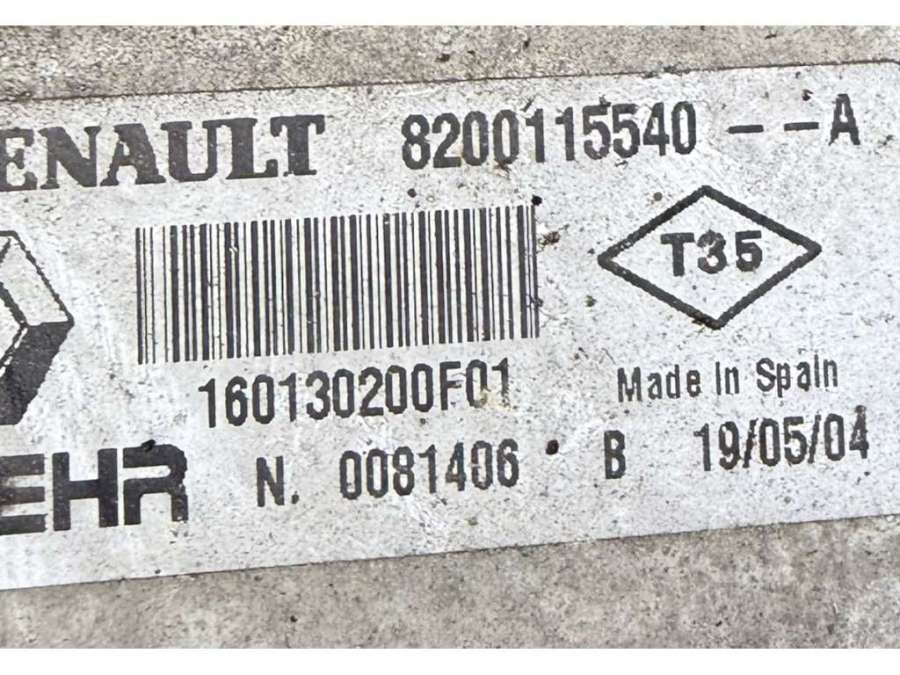 ENAULT 8200115540 --A
T35
160130200F01
Made In Spain
EHR N. 0081406 B 19/05/04